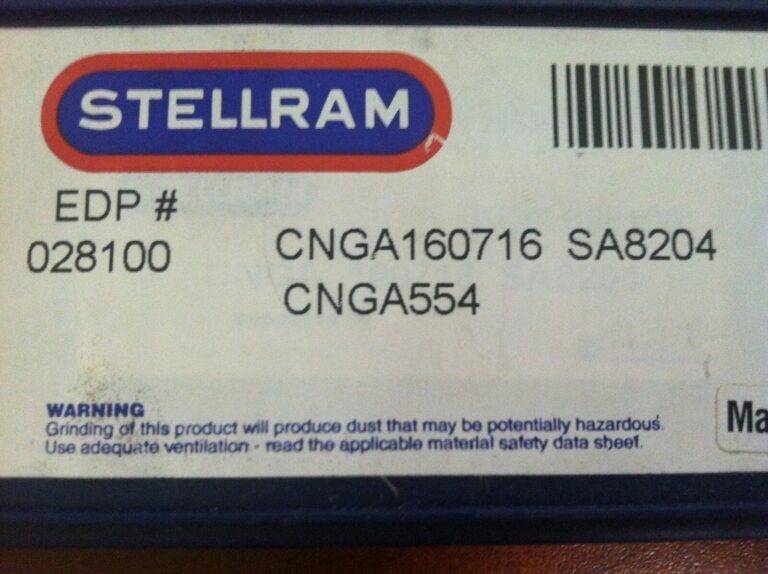 STELLRAM
EDP #
028100
CNGA160716 SA8204
CNGA554
WARNING
Grinding of this product will produce dust that may be potentially hazardous.
Use adequate ventilation - read the applicable material safety data sheet.
Ma